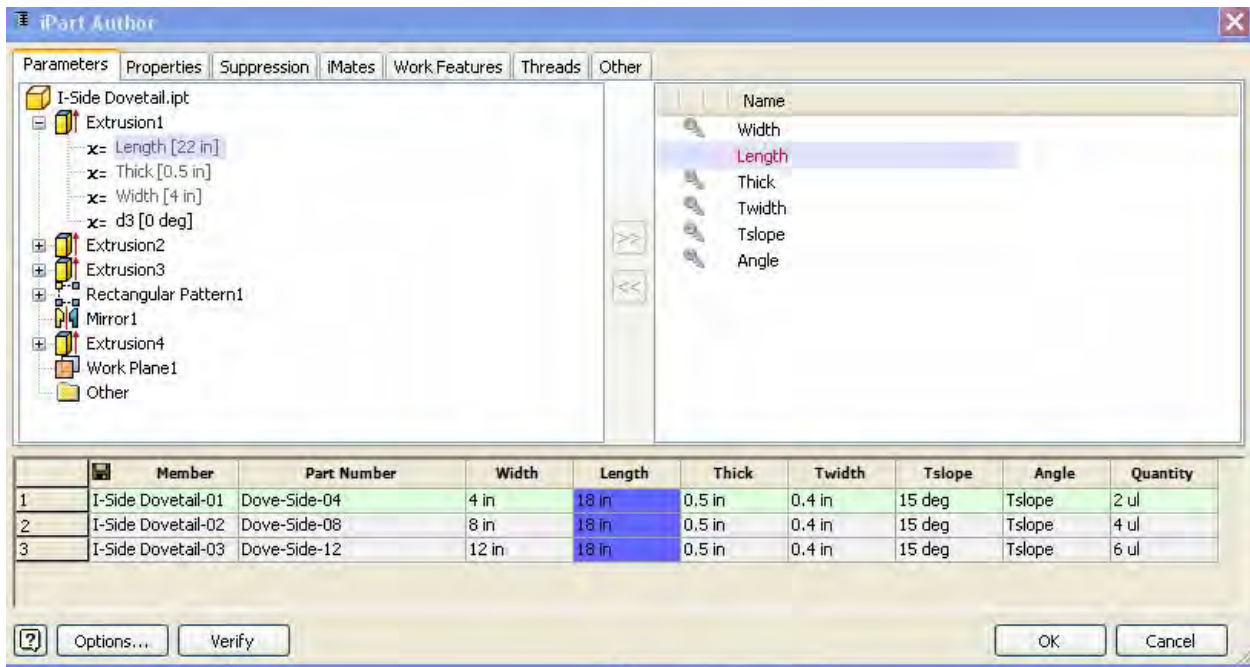 iPart Author
Parameters Properties Suppression iMates Work Features Threads Other
I-Side Dovetail.ipt
Extrusion1
x= Length [22 in]
x= Thick [0.5 in]
x= Width [4 in]
x= d3 [0 deg]
Extrusion2
Extrusion3
Rectangular Pattern1
Mirror1
Extrusion4
Work Plane1
Other
>>
<<
Name
Width
Length
Thick
Twidth
Tslope
Angle
Member Part Number Width Length Thick Twidth Tslope Angle Quantity
1 I-Side Dovetail-01 Dove-Side-04 4 in 18 in 0.5 in 0.4 in 15 deg Tslope 2 ul
2 I-Side Dovetail-02 Dove-Side-08 8 in 18 in 0.5 in 0.4 in 15 deg Tslope 4 ul
3 I-Side Dovetail-03 Dove-Side-12 12 in 18 in 0.5 in 0.4 in 15 deg Tslope 6 ul
? Options... Verify OK Cancel